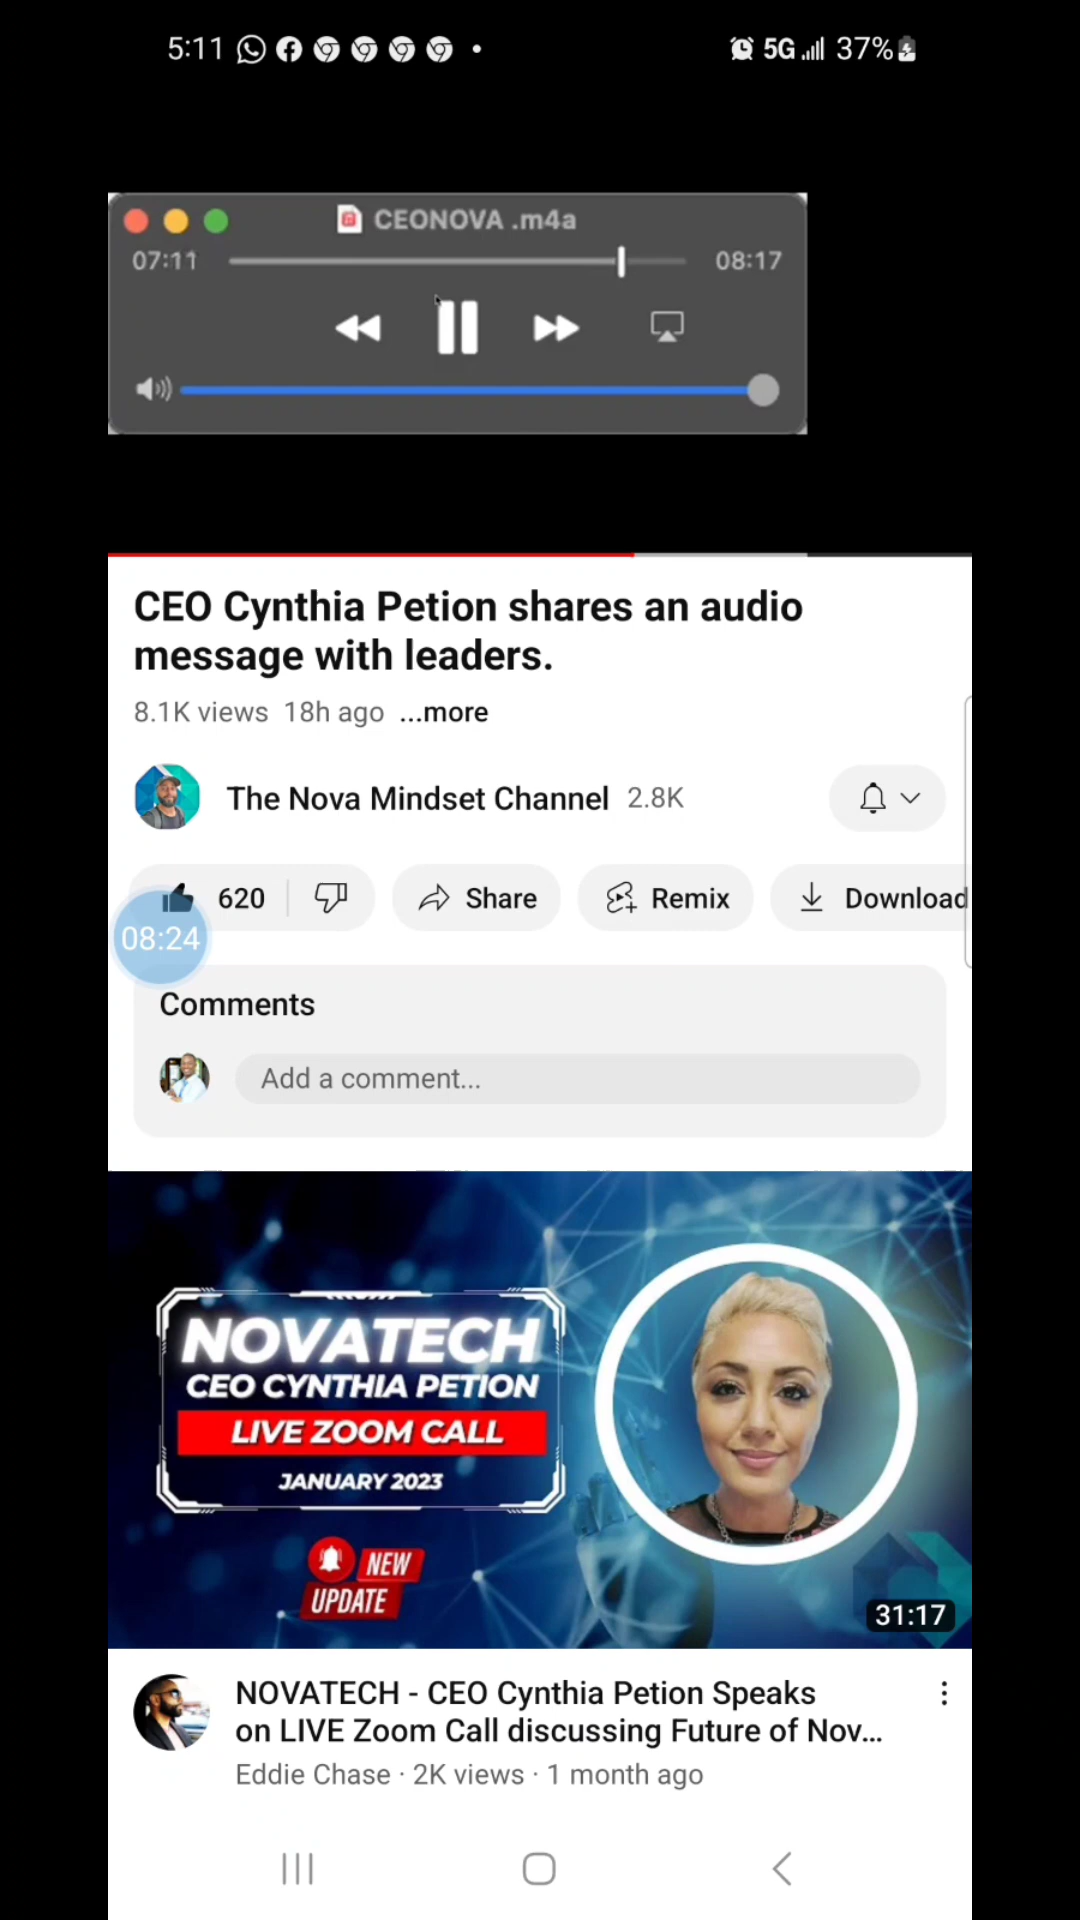 5:11
5G 37%
CEONOVA .m4a
07:11
08:17
CEO Cynthia Petion shares an audio
message with leaders.
8.1K views 18h ago ...more
The Nova Mindset Channel 2.8K
620 Share Remix Download
08:24
Comments
Add a comment...
NOVATECH
CEO CYNTHIA PETION
LIVE ZOOM CALL
JANUARY 2023
NEW
UPDATE
31:17
NOVATECH - CEO Cynthia Petion Speaks
on LIVE Zoom Call discussing Future of Nov...
Eddie Chase · 2K views · 1 month ago